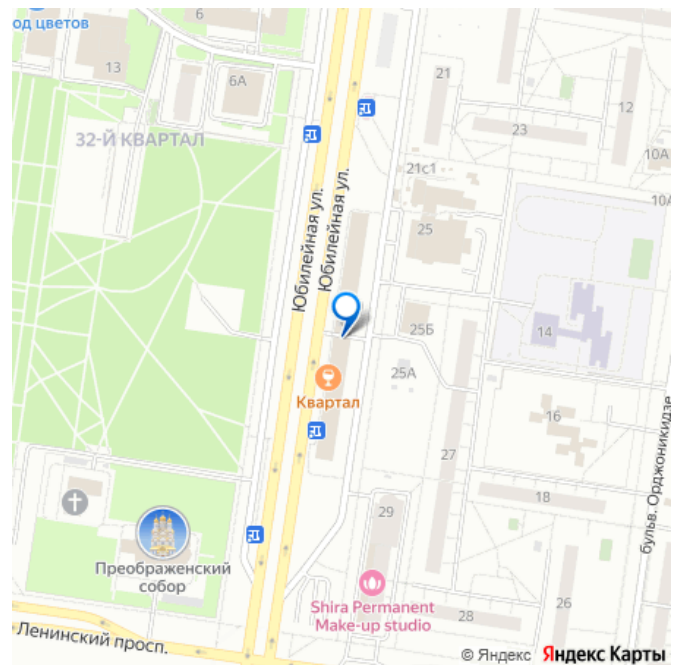 од цветов
6
13
6А
32-Й КВАРТАЛ
Юбилейная ул.
Юбилейная ул.
21
12
23
10А
21с1
10А
25
25Б
14
25А
Квартал
16
27
18
29
бульв. Орджоникидзе
Преображенский
собор
Shira Permanent
Make-up studio
28
26
Ленинский просп.
© Яндекс Яндекс Карты